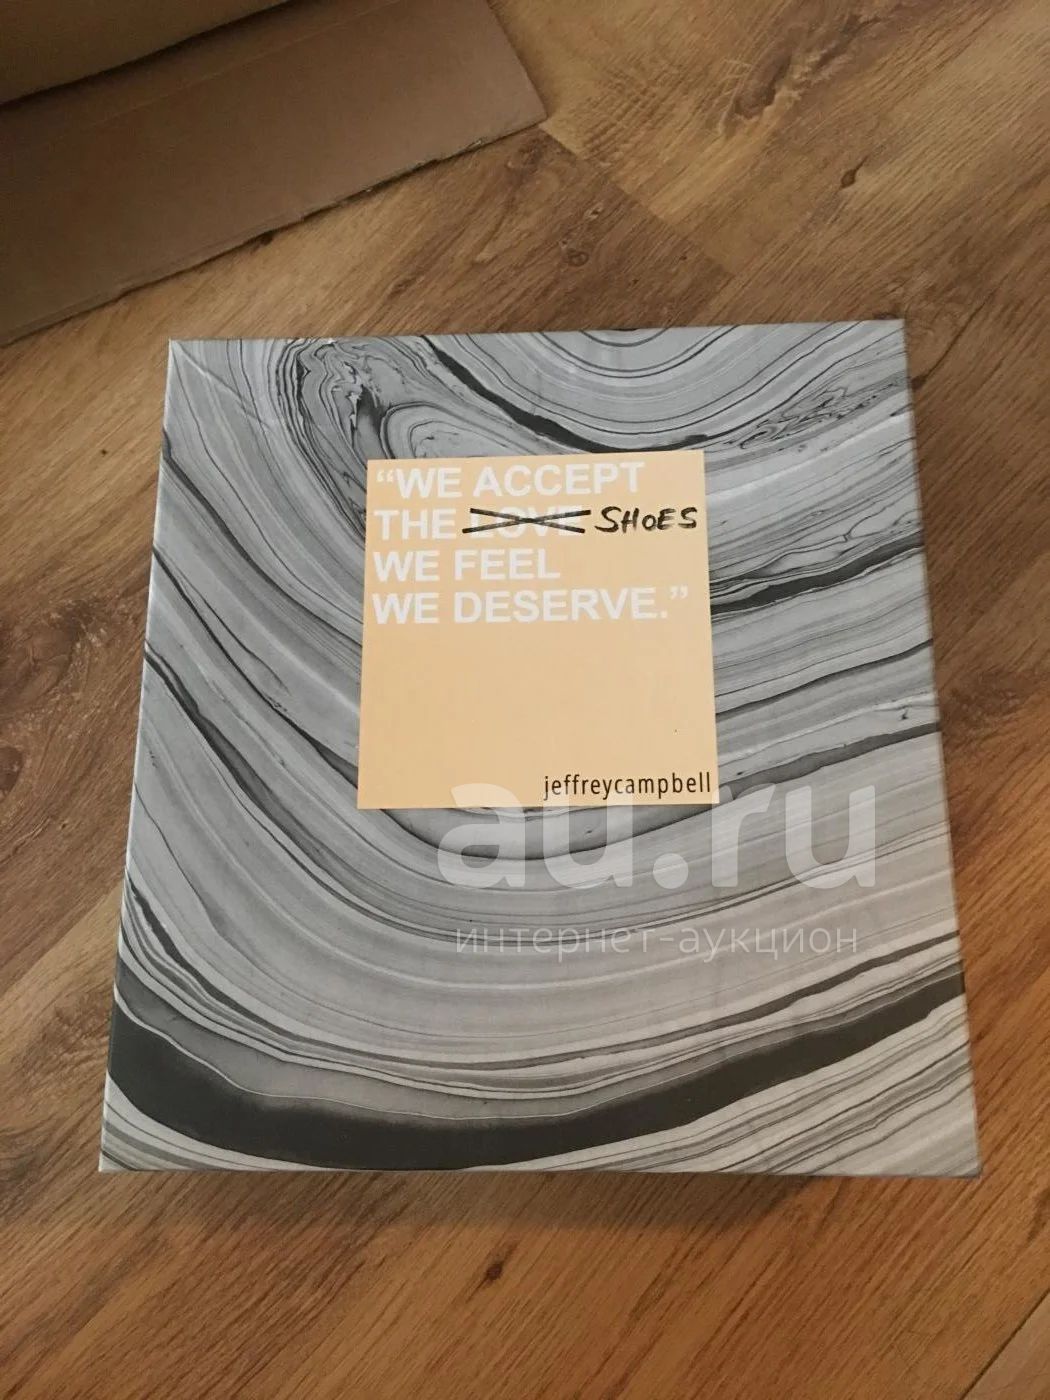 “WE ACCEPT
THE LOVE SHOES
WE FEEL
WE DESERVE.”
jeffreycampbell
au.ru
интернет-аукцион